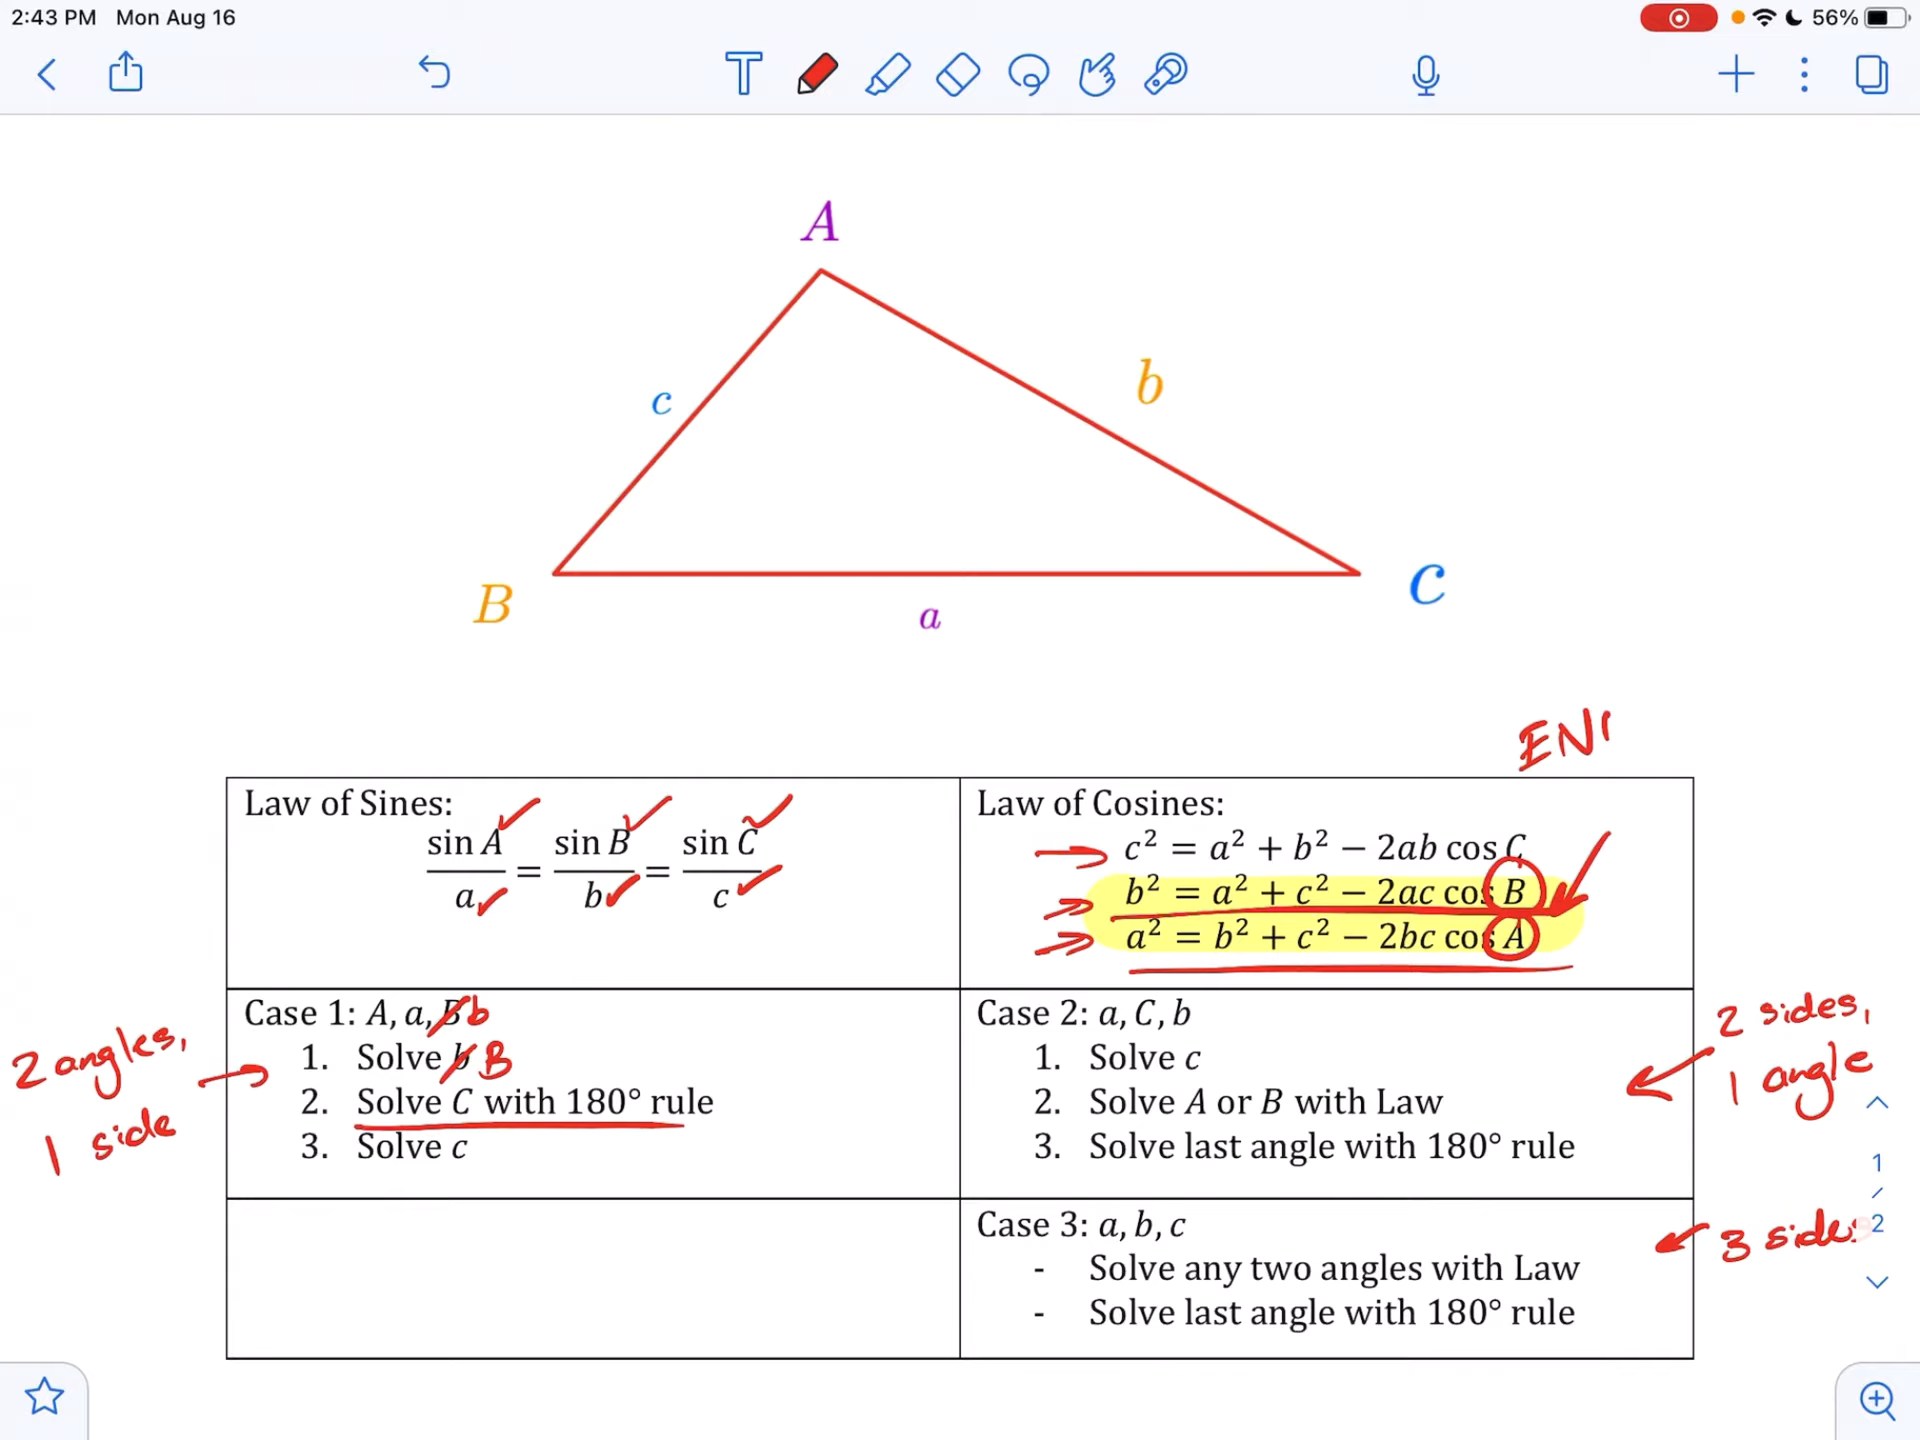 2:43 PM Mon Aug 16
56%
A
c
b
B
C
a
ENI
Law of Sines:
sin A / a = sin B / b = sin C / c
Law of Cosines:
c² = a² + b² − 2ab cos C
b² = a² + c² − 2ac cos B
a² = b² + c² − 2bc cos A
2 angles,
1 side
Case 1: A, a, B b
1. Solve b B
2. Solve C with 180° rule
3. Solve c
Case 2: a, C, b
1. Solve c
2. Solve A or B with Law
3. Solve last angle with 180° rule
2 sides,
1 angle
Case 3: a, b, c
- Solve any two angles with Law
- Solve last angle with 180° rule
3 sides
1
/
2